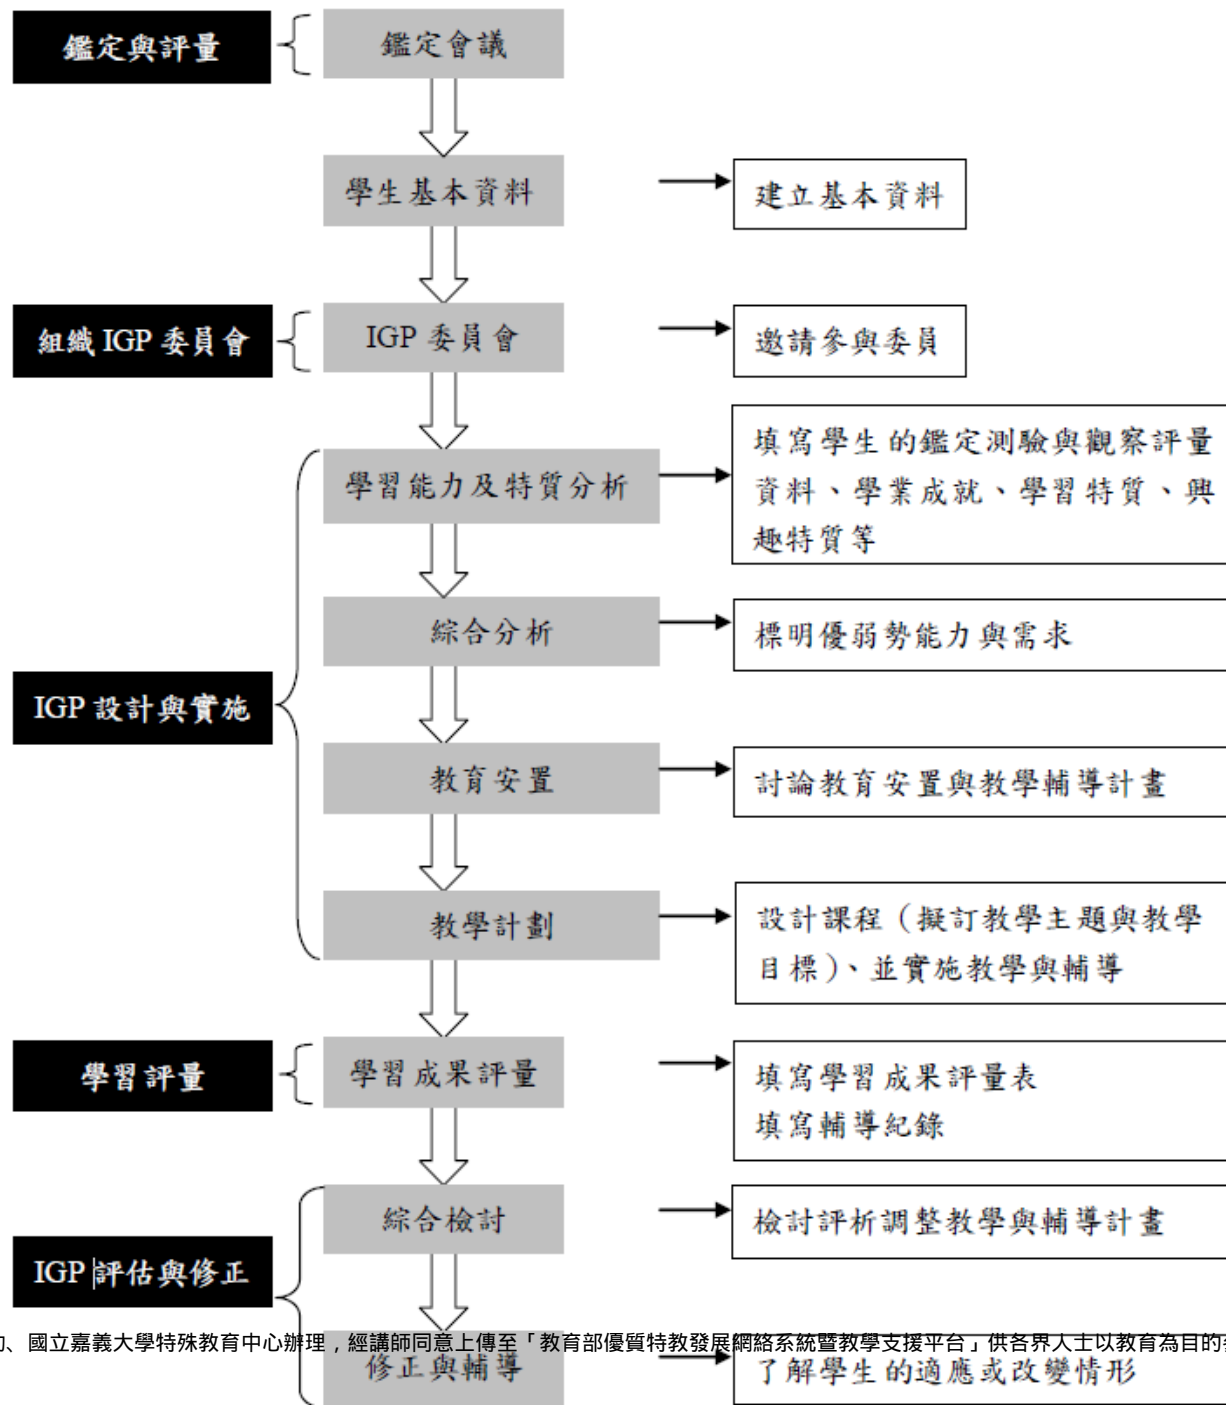 鑑定與評量
鑑定會議
學生基本資料
建立基本資料
組織 IGP 委員會
IGP 委員會
邀請參與委員
學習能力及特質分析
填寫學生的鑑定測驗與觀察評量
資料、學業成就、學習特質、興
趣特質等
綜合分析
標明優弱勢能力與需求
IGP 設計與實施
教育安置
討論教育安置與教學輔導計畫
教學計劃
設計課程（擬訂教學主題與教學
目標）、並實施教學與輔導
學習評量
學習成果評量
填寫學習成果評量表
填寫輔導紀錄
綜合檢討
檢討評析調整教學與輔導計畫
IGP 評估與修正
、國立嘉義大學特殊教育中心辦理，經講師同意上傳至「教育部優質特教發展網絡系統暨教學支援平台」供各界人士以教育為目的
修正與輔導
了解學生的適應或改變情形